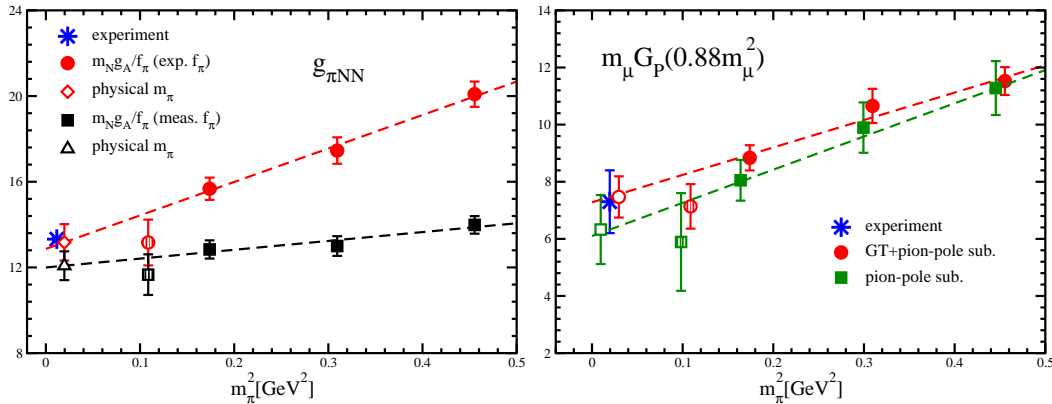 24
20
16
12
8
0
0.1
0.2
0.3
0.4
0.5
m_π^2[GeV^2]
experiment
m_N g_A/f_π (exp. f_π)
physical m_π
m_N g_A/f_π (meas. f_π)
physical m_π
g_πNN
14
12
10
8
6
4
2
0
0.1
0.2
0.3
0.4
0.5
m_π^2[GeV^2]
m_μG_P(0.88m_μ^2)
experiment
GT+pion-pole sub.
pion-pole sub.